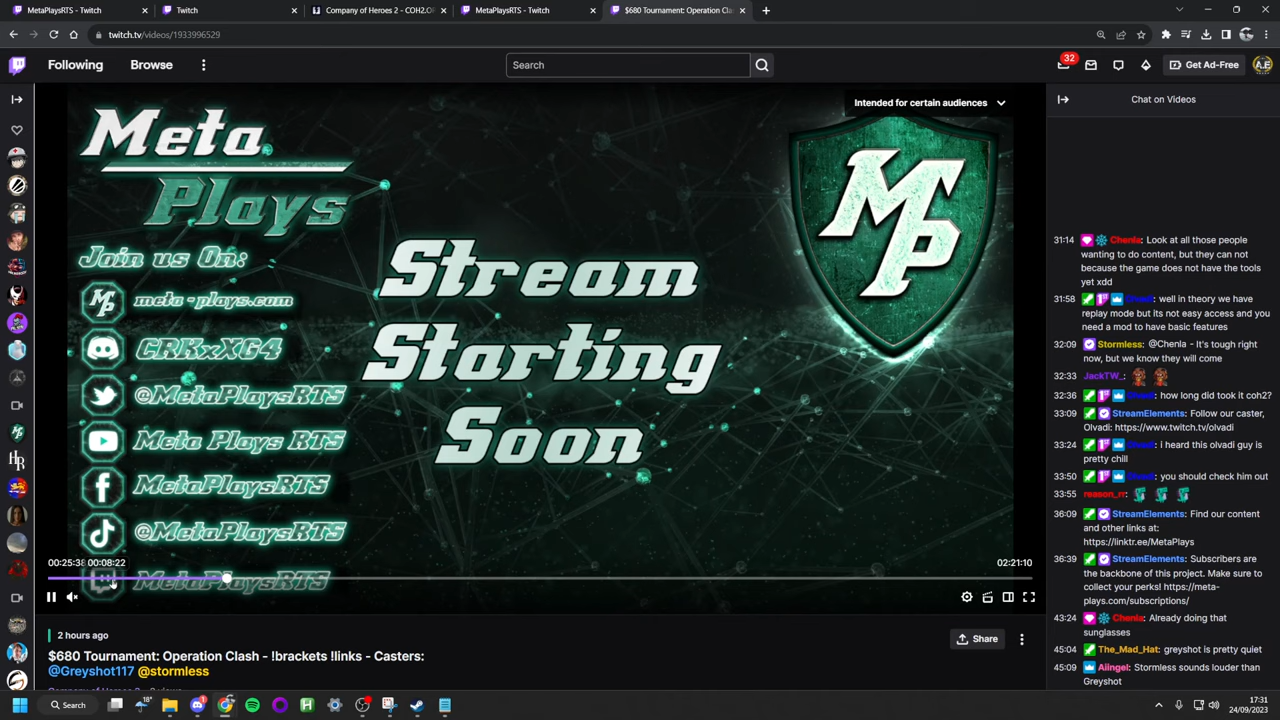 MetaPlaysRTS - Twitch
Twitch
Company of Heroes 2 - COH2.OR
MetaPlaysRTS - Twitch
$680 Tournament: Operation Cla
twitch.tv/videos/1933996529
Following
Browse
Search
32
Get Ad-Free
A.E
Intended for certain audiences
Chat on Videos
Meta
Plays
Join us On:
MP
meta-plays.com
CRKxXG4
@MetaPlaysRTS
Meta Plays RTS
MetaPlaysRTS
@MetaPlaysRTS
MetaPlaysRTS
Stream
Starting
Soon
MP
00:25:38
00:08:22
02:21:10
2 hours ago
Share
$680 Tournament: Operation Clash - !brackets !links - Casters:
@Greyshot117 @stormless
31:14 Chenia: Look at all those people
wanting to do content, but they can
not because the game does not have the tools
yet xdd
31:58 : well in theory we have
replay mode but its not easy access and you
need a mod to have basic features
32:09 Stormless: @Chenia - It's tough right
now, but we know they will come
32:33 JackTW_:
32:36 : how long did took it coh2?
33:09 StreamElements: Follow our caster,
Olvadi: https://www.twitch.tv/olvadi
33:24 : i heard this olvadi guy is
pretty chill
33:50 : you should check him out
33:55 reason_rr:
36:09 StreamElements: Find our content
and other links at:
https://linktr.ee/MetaPlays
36:39 StreamElements: Subscribers are
the backbone of this project. Make sure to
collect your perks! https://meta-
plays.com/subscriptions/
43:24 Chenia: Already doing that
sunglasses
45:04 The_Mad_Hat: greyshot is pretty quiet
45:09 Aiingel: Stormless sounds louder than
Greyshot
Search
18°
17:31
24/09/2023